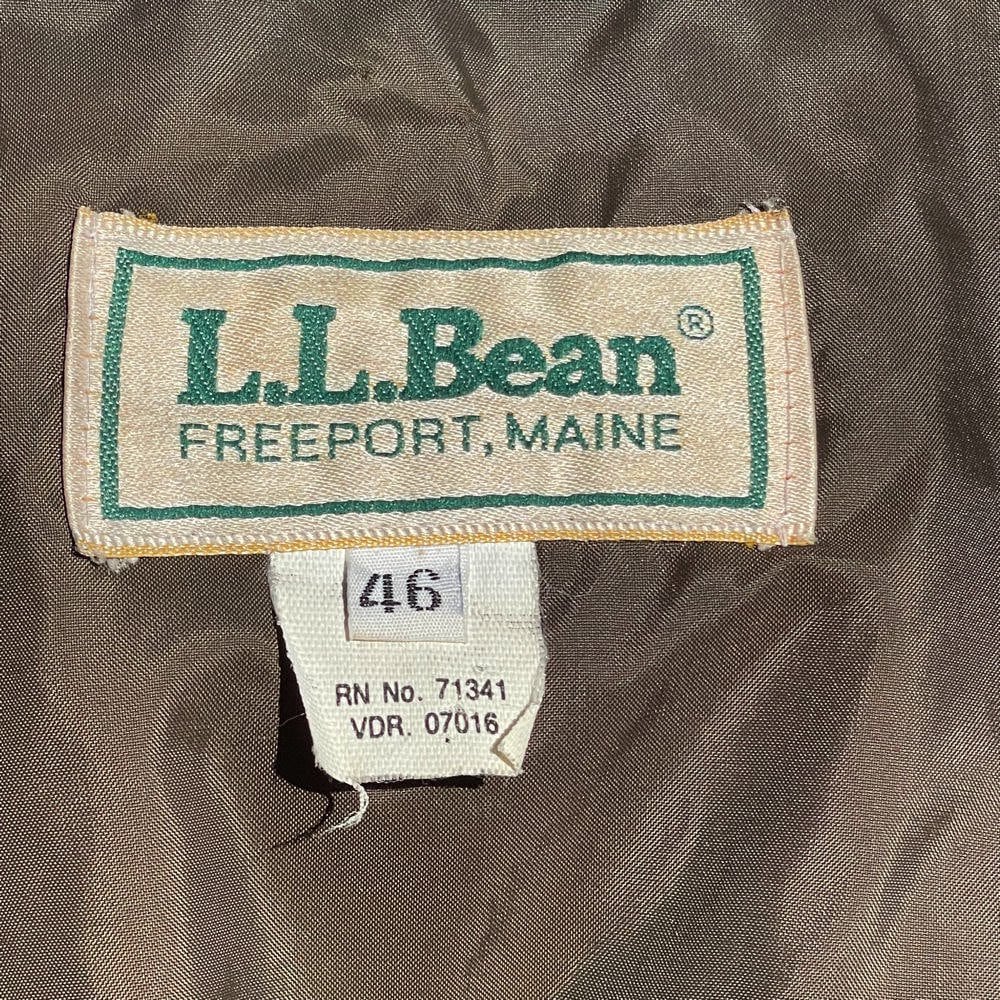 L.L.Bean®
FREEPORT, MAINE
46
RN No. 71341
VDR. 07016